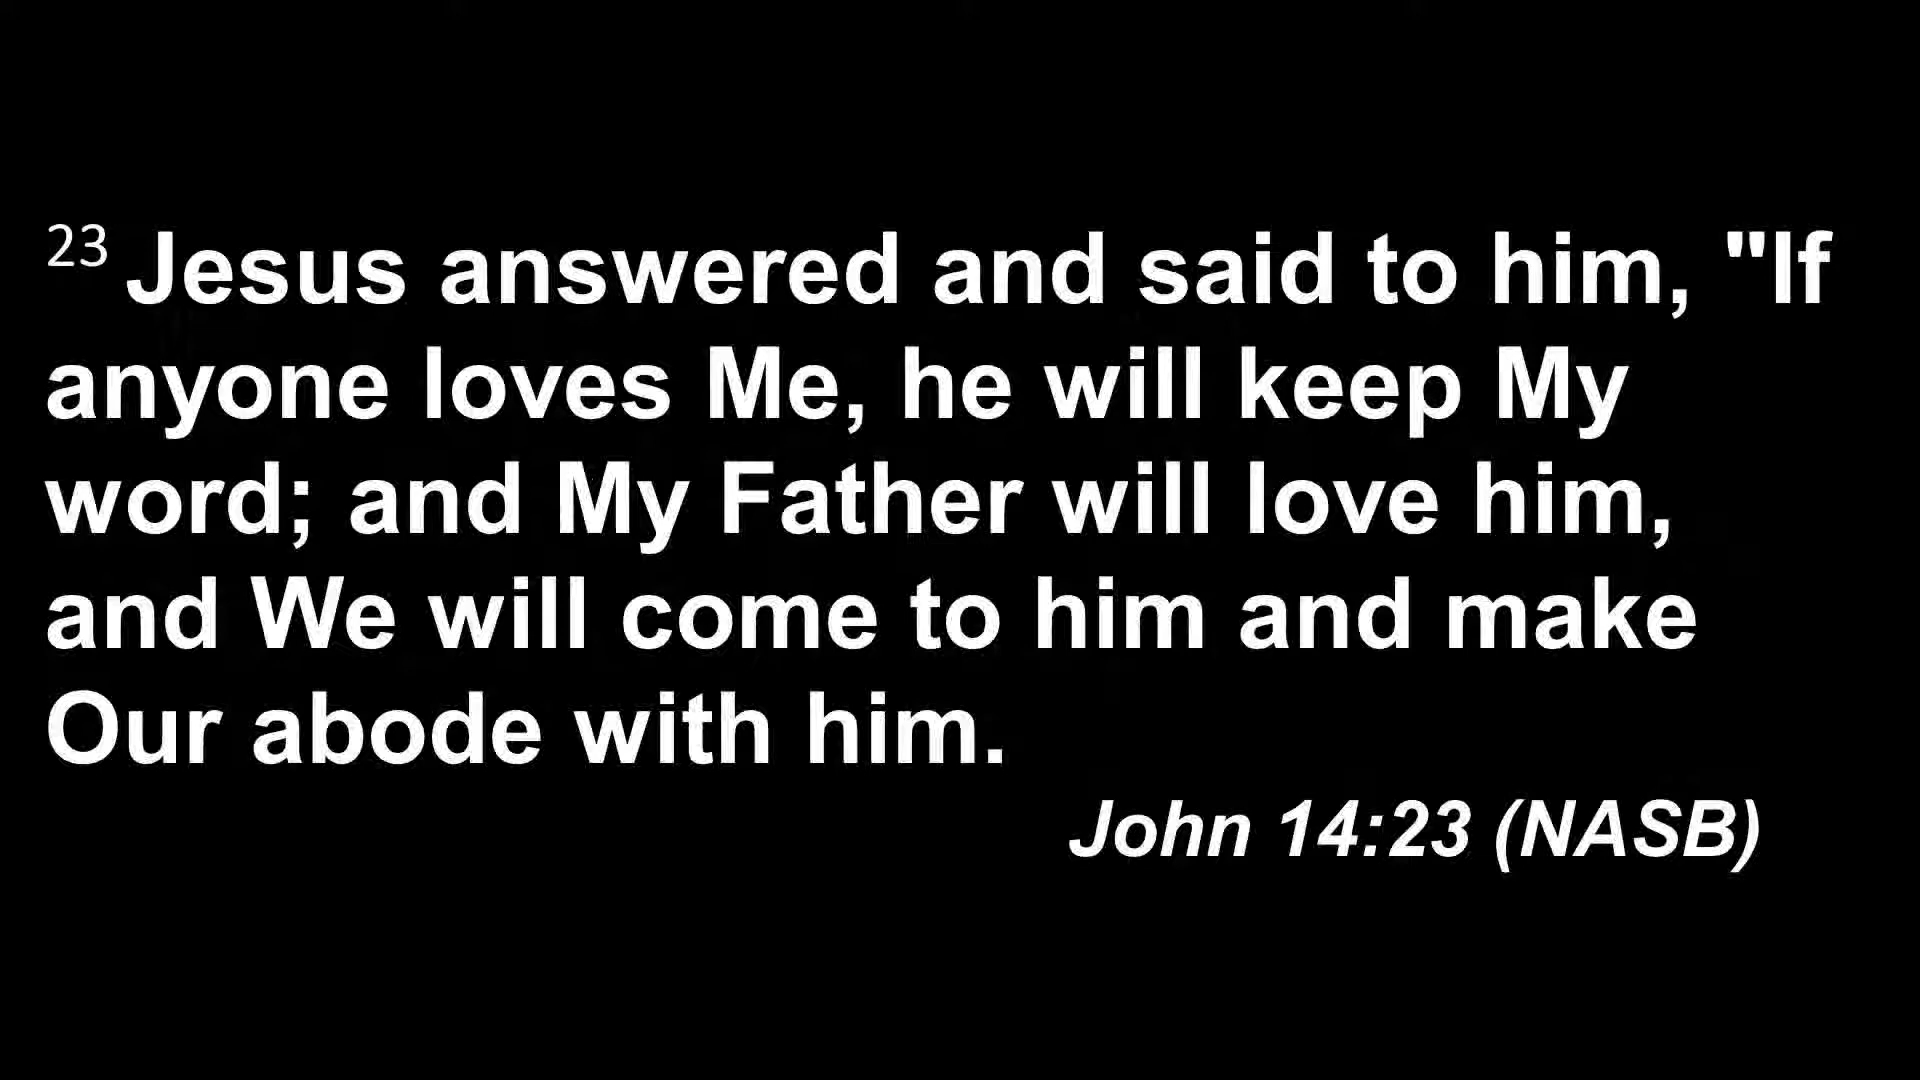 23 Jesus answered and said to him, "If
anyone loves Me, he will keep My
word; and My Father will love him,
and We will come to him and make
Our abode with him.
John 14:23 (NASB)